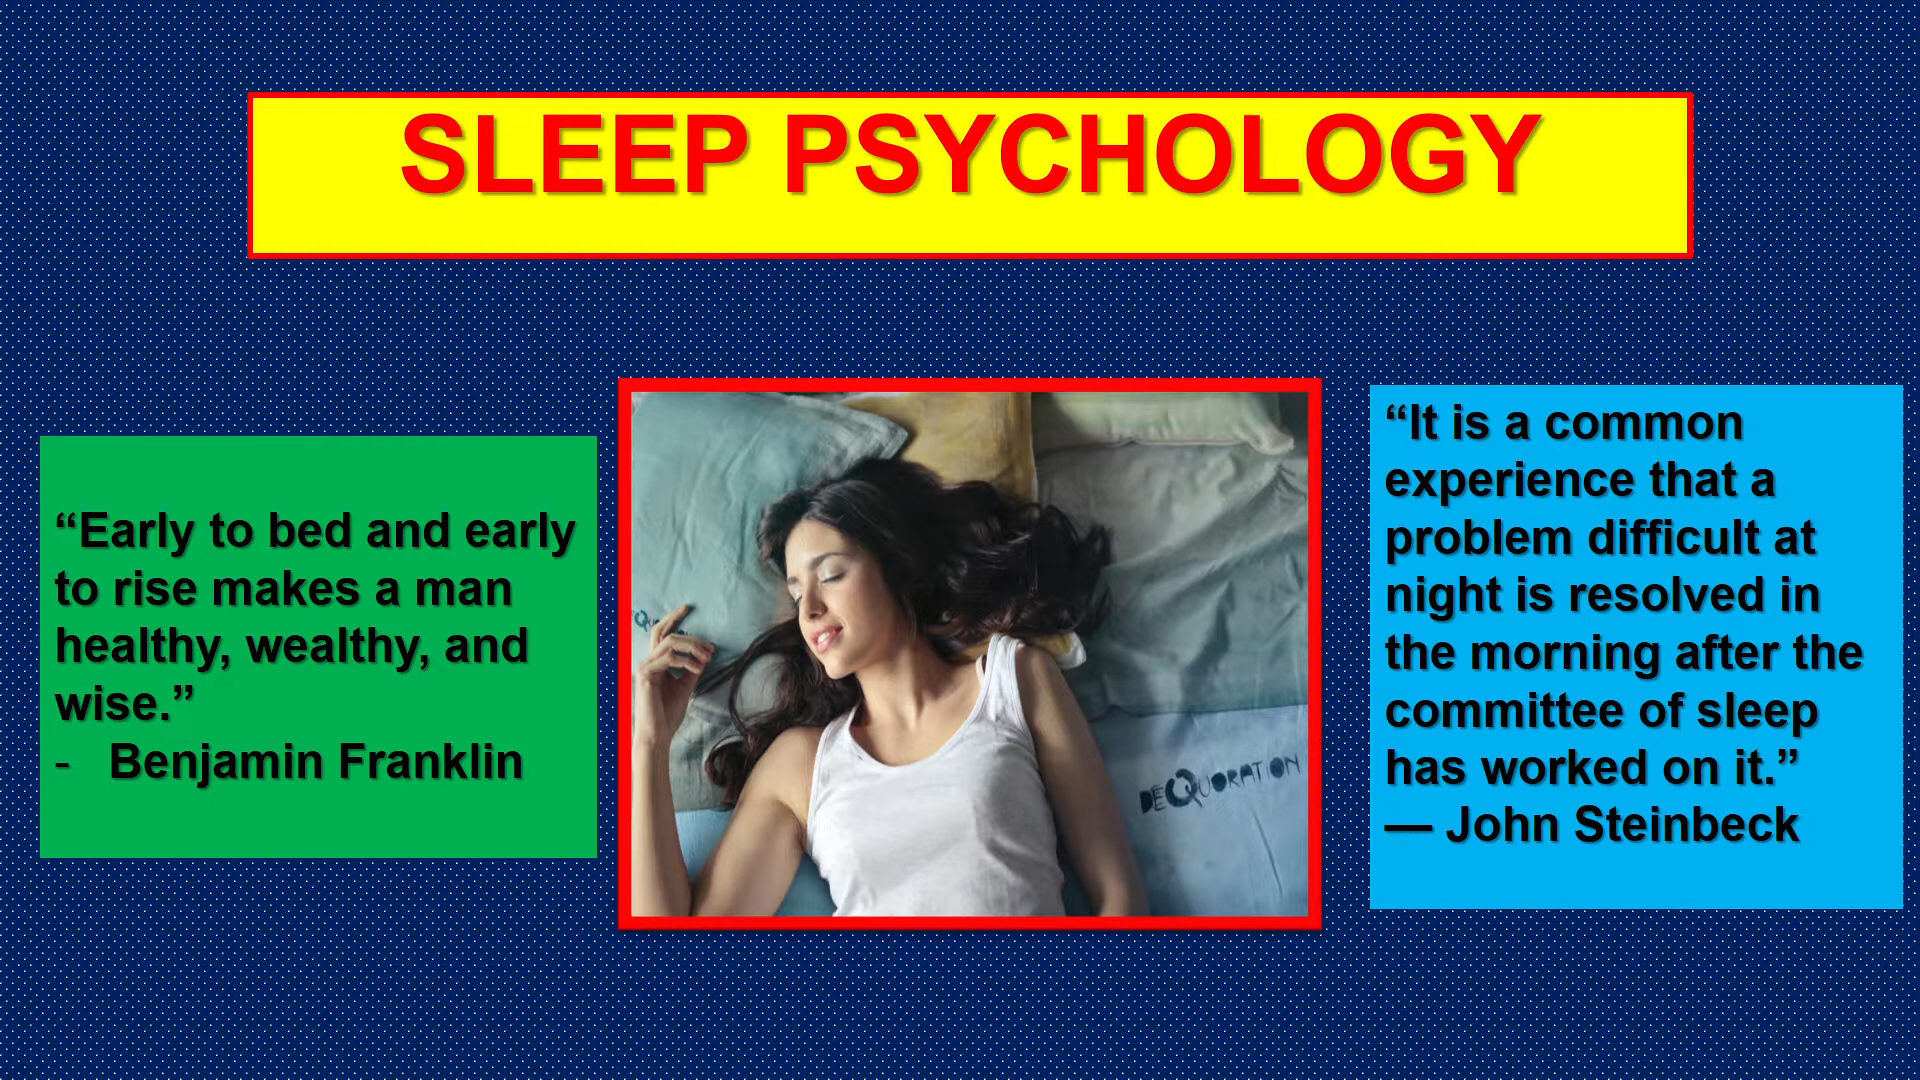 SLEEP PSYCHOLOGY
“Early to bed and early
to rise makes a man
healthy, wealthy, and
wise.”
- Benjamin Franklin
DEQUORATION
“It is a common
experience that a
problem difficult at
night is resolved in
the morning after the
committee of sleep
has worked on it.”
— John Steinbeck